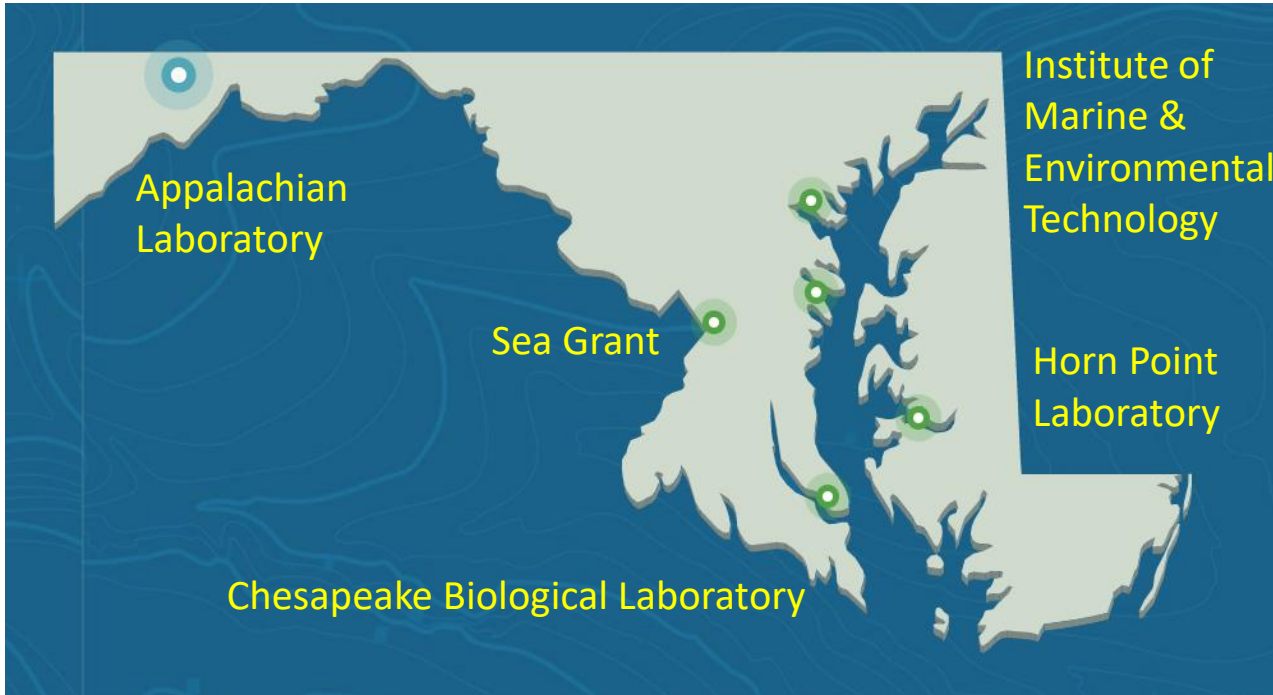 Institute of
Marine &
Environmental
Technology
Appalachian
Laboratory
Sea Grant
Horn Point
Laboratory
Chesapeake Biological Laboratory